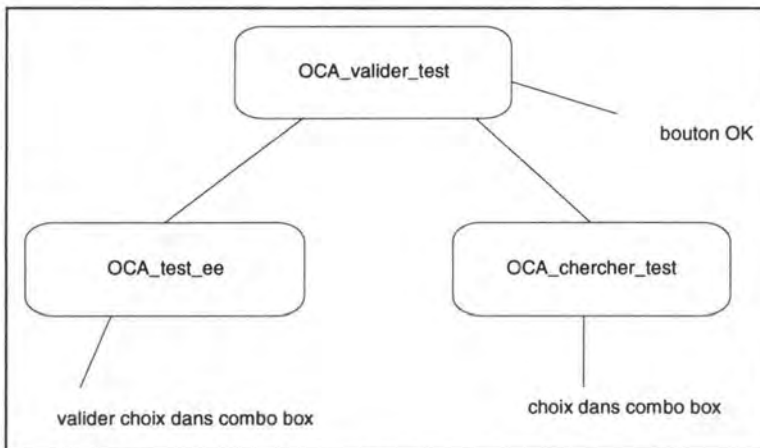 OCA_valider_test
bouton OK
OCA_test_ee
OCA_chercher_test
valider choix dans combo box
choix dans combo box